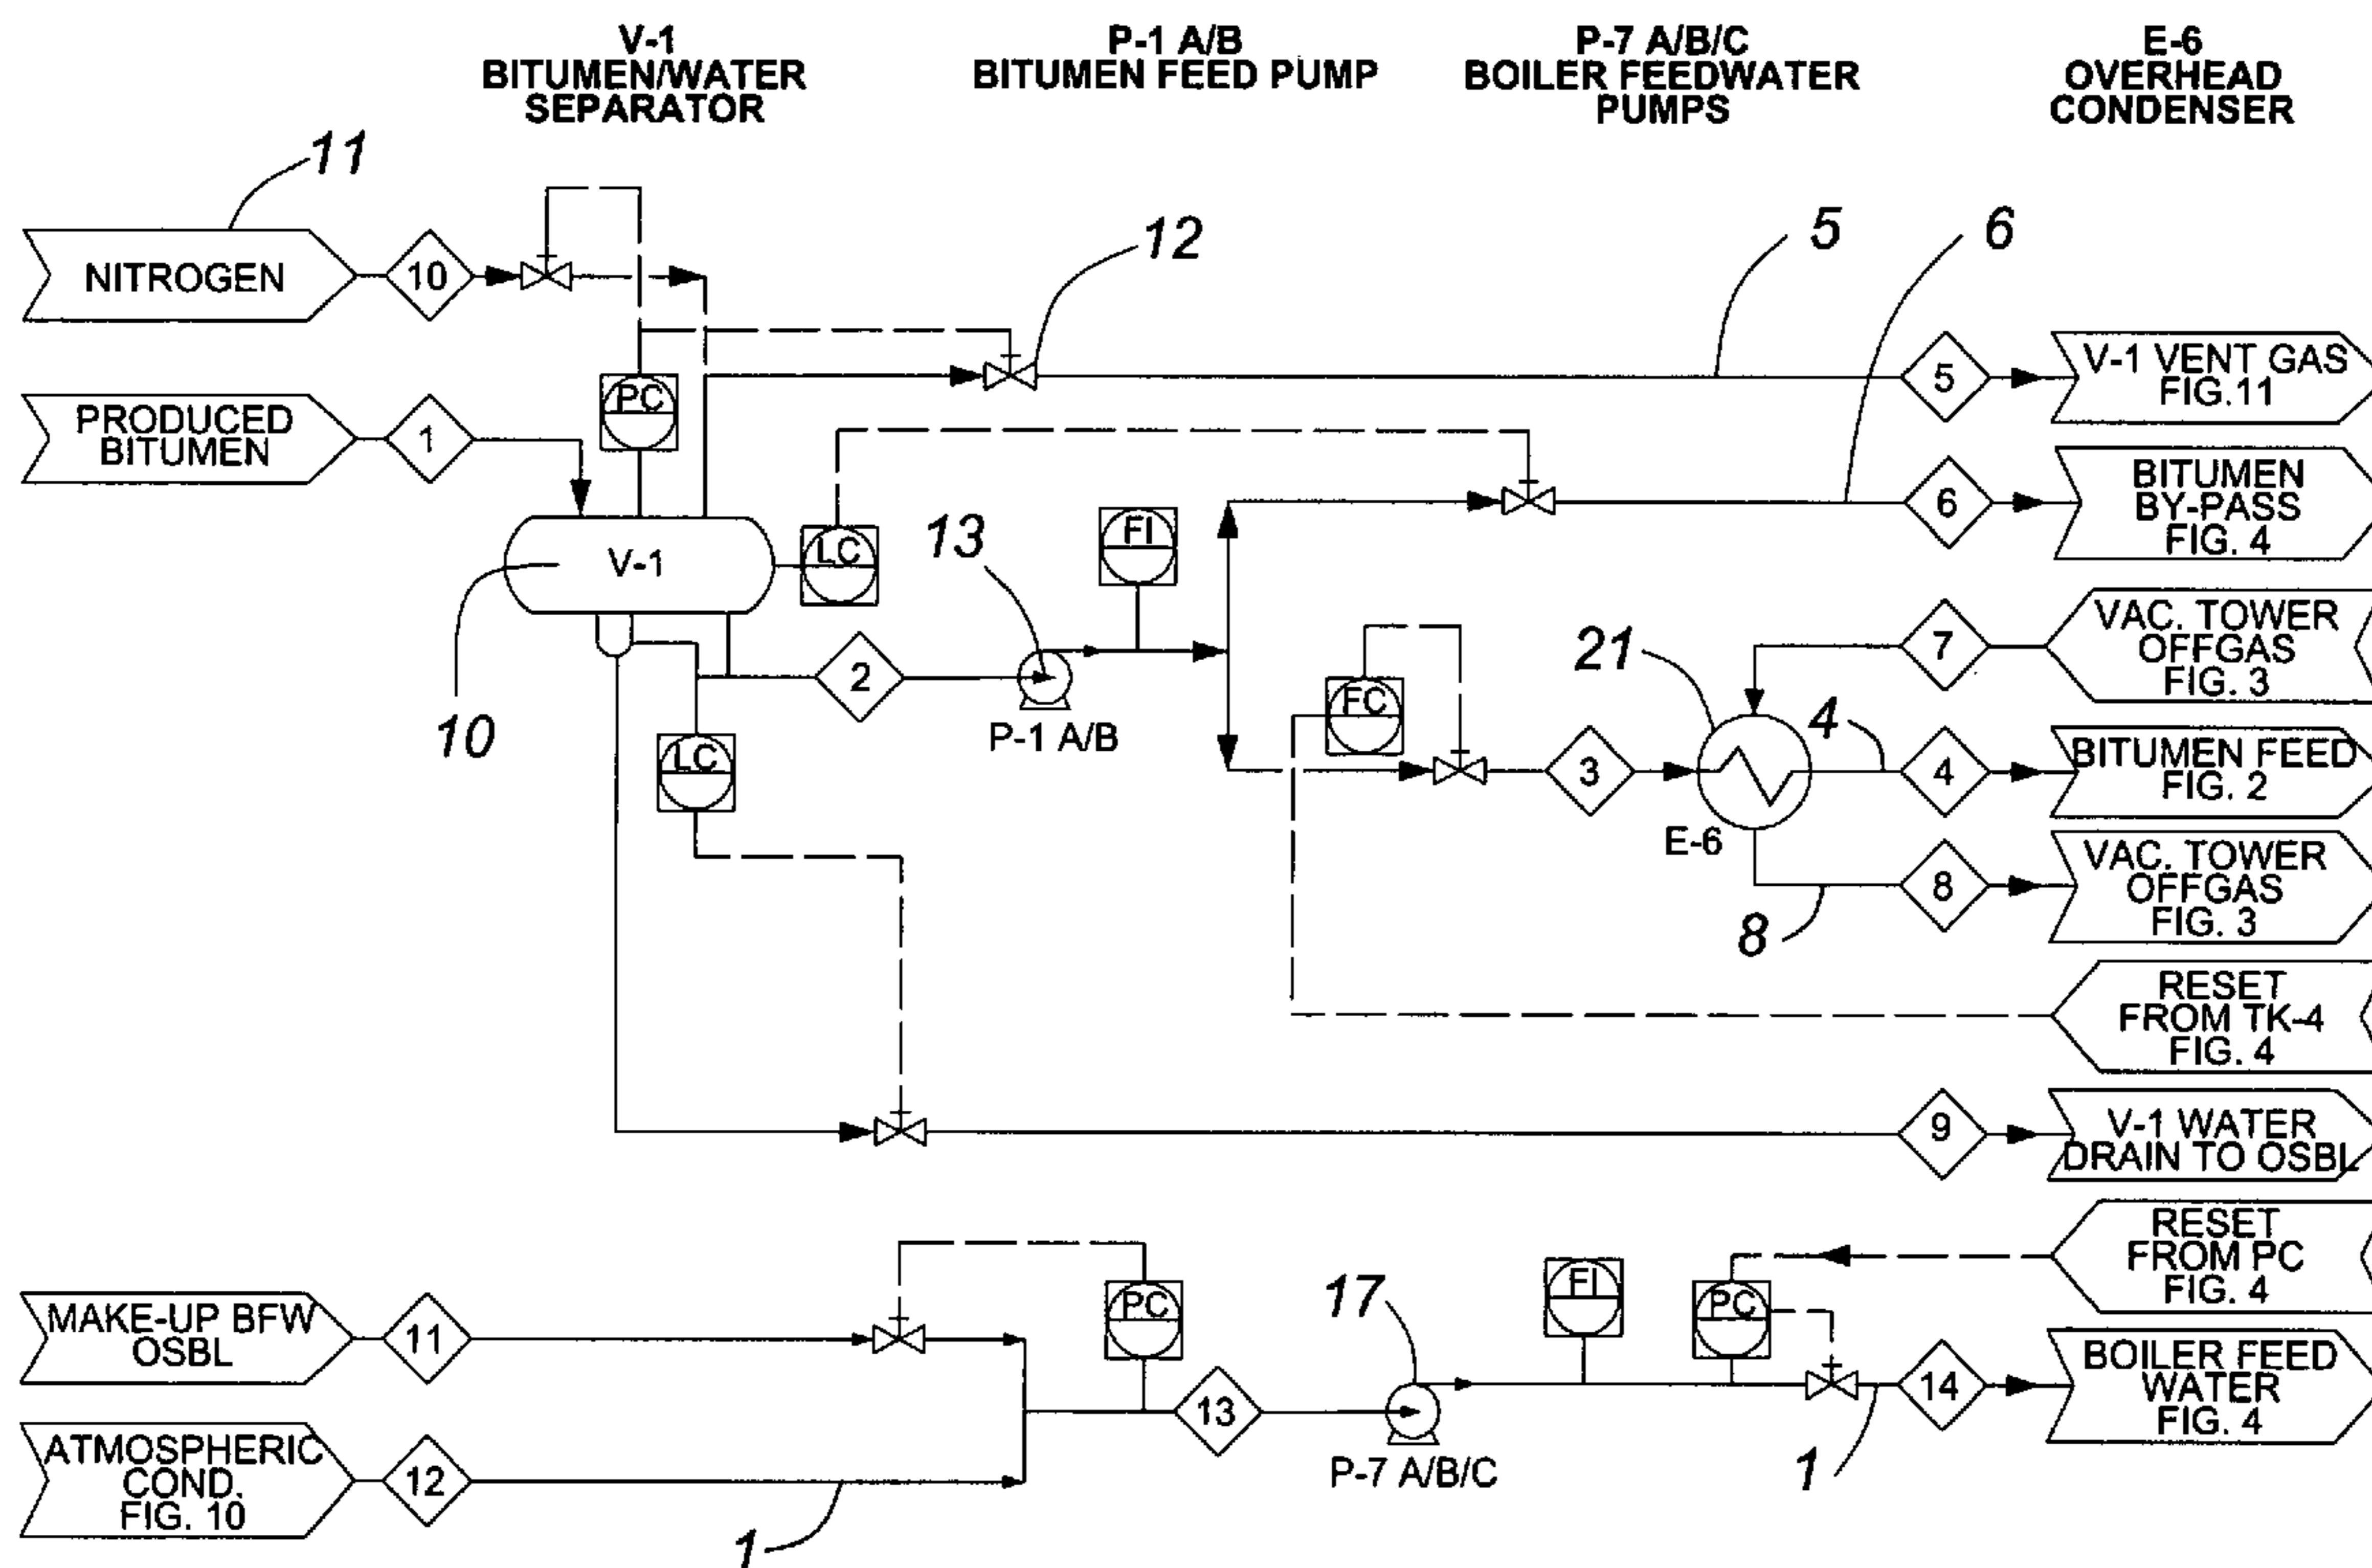 V-1
BITUMEN/WATER
SEPARATOR
P-1 A/B
BITUMEN FEED PUMP
P-7 A/B/C
BOILER FEEDWATER
PUMPS
E-6
OVERHEAD
CONDENSER
11
NITROGEN
10
12
5
6
5
V-1 VENT GAS
FIG.11
PRODUCED
BITUMEN
1
PC
6
BITUMEN
BY-PASS
FIG. 4
V-1
LC
13
FI
10
2
P-1 A/B
7
VAC. TOWER
OFFGAS
FIG. 3
21
FC
LC
3
E-6
4
4
BITUMEN FEED
FIG. 2
8
8
VAC. TOWER
OFFGAS
FIG. 3
RESET
FROM TK-4
FIG. 4
9
V-1 WATER
DRAIN TO OSBL
RESET
FROM PC
FIG. 4
MAKE-UP BFW
OSBL
11
PC
17
FI
PC
13
P-7 A/B/C
1
14
BOILER FEED
WATER
FIG. 4
ATMOSPHERIC
COND.
FIG. 10
12
1